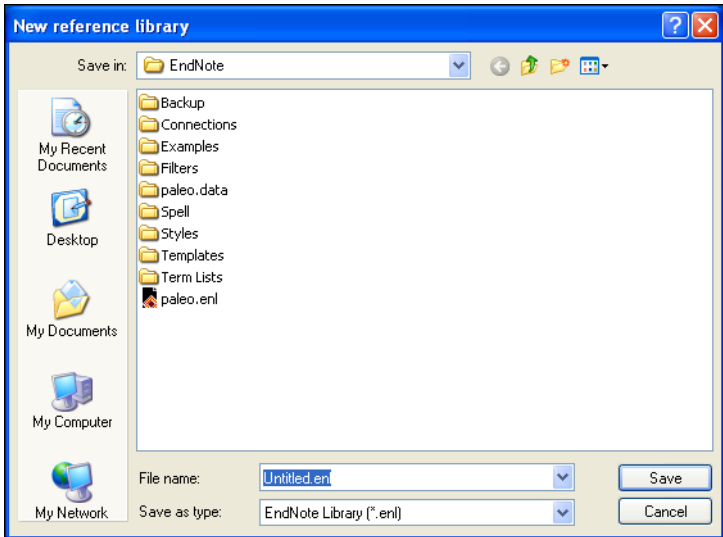 New reference library
Save in:
EndNote
My Recent
Documents
Desktop
My Documents
My Computer
My Network
Backup
Connections
Examples
Filters
paleo.data
Spell
Styles
Templates
Term Lists
paleo.enl
File name:
Untitled.enl
Save
Save as type:
EndNote Library (*.enl)
Cancel